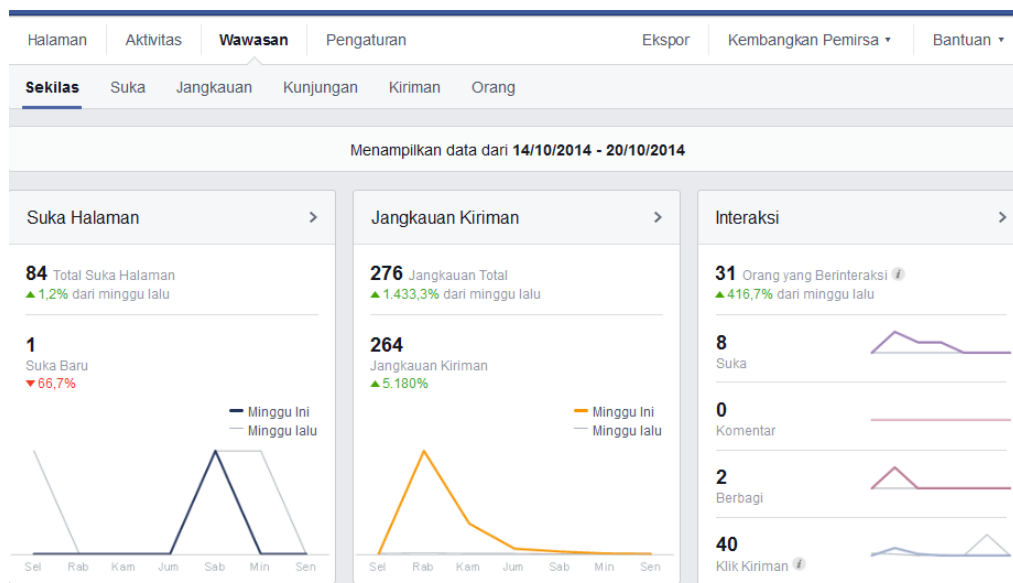 Halaman Aktivitas Wawasan Pengaturan Ekspor Kembangkan Pemirsa Bantuan
Sekilas Suka Jangkauan Kunjungan Kiriman Orang
Menampilkan data dari 14/10/2014 - 20/10/2014
Suka Halaman
84 Total Suka Halaman
1,2% dari minggu lalu
1
Suka Baru
66,7%
Minggu Ini
Minggu lalu
Sel Rab Kam Jum Sab Min Sen
Jangkauan Kiriman
276 Jangkauan Total
1.433,3% dari minggu lalu
264
Jangkauan Kiriman
5.180%
Minggu Ini
Minggu lalu
Sel Rab Kam Jum Sab Min Sen
Interaksi
31 Orang yang Berinteraksi i
416,7% dari minggu lalu
8
Suka
0
Komentar
2
Berbagi
40
Klik Kiriman i